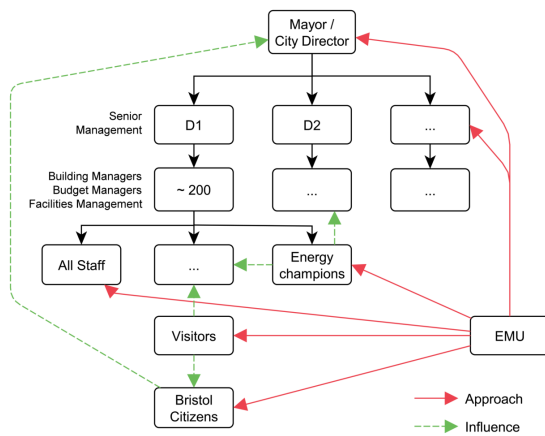 Mayor /
City Director
Senior
Management
D1
D2
...
Building Managers
Budget Managers
Facilities Management
~ 200
...
...
All Staff
...
Energy
champions
Visitors
EMU
Bristol
Citizens
Approach
Influence